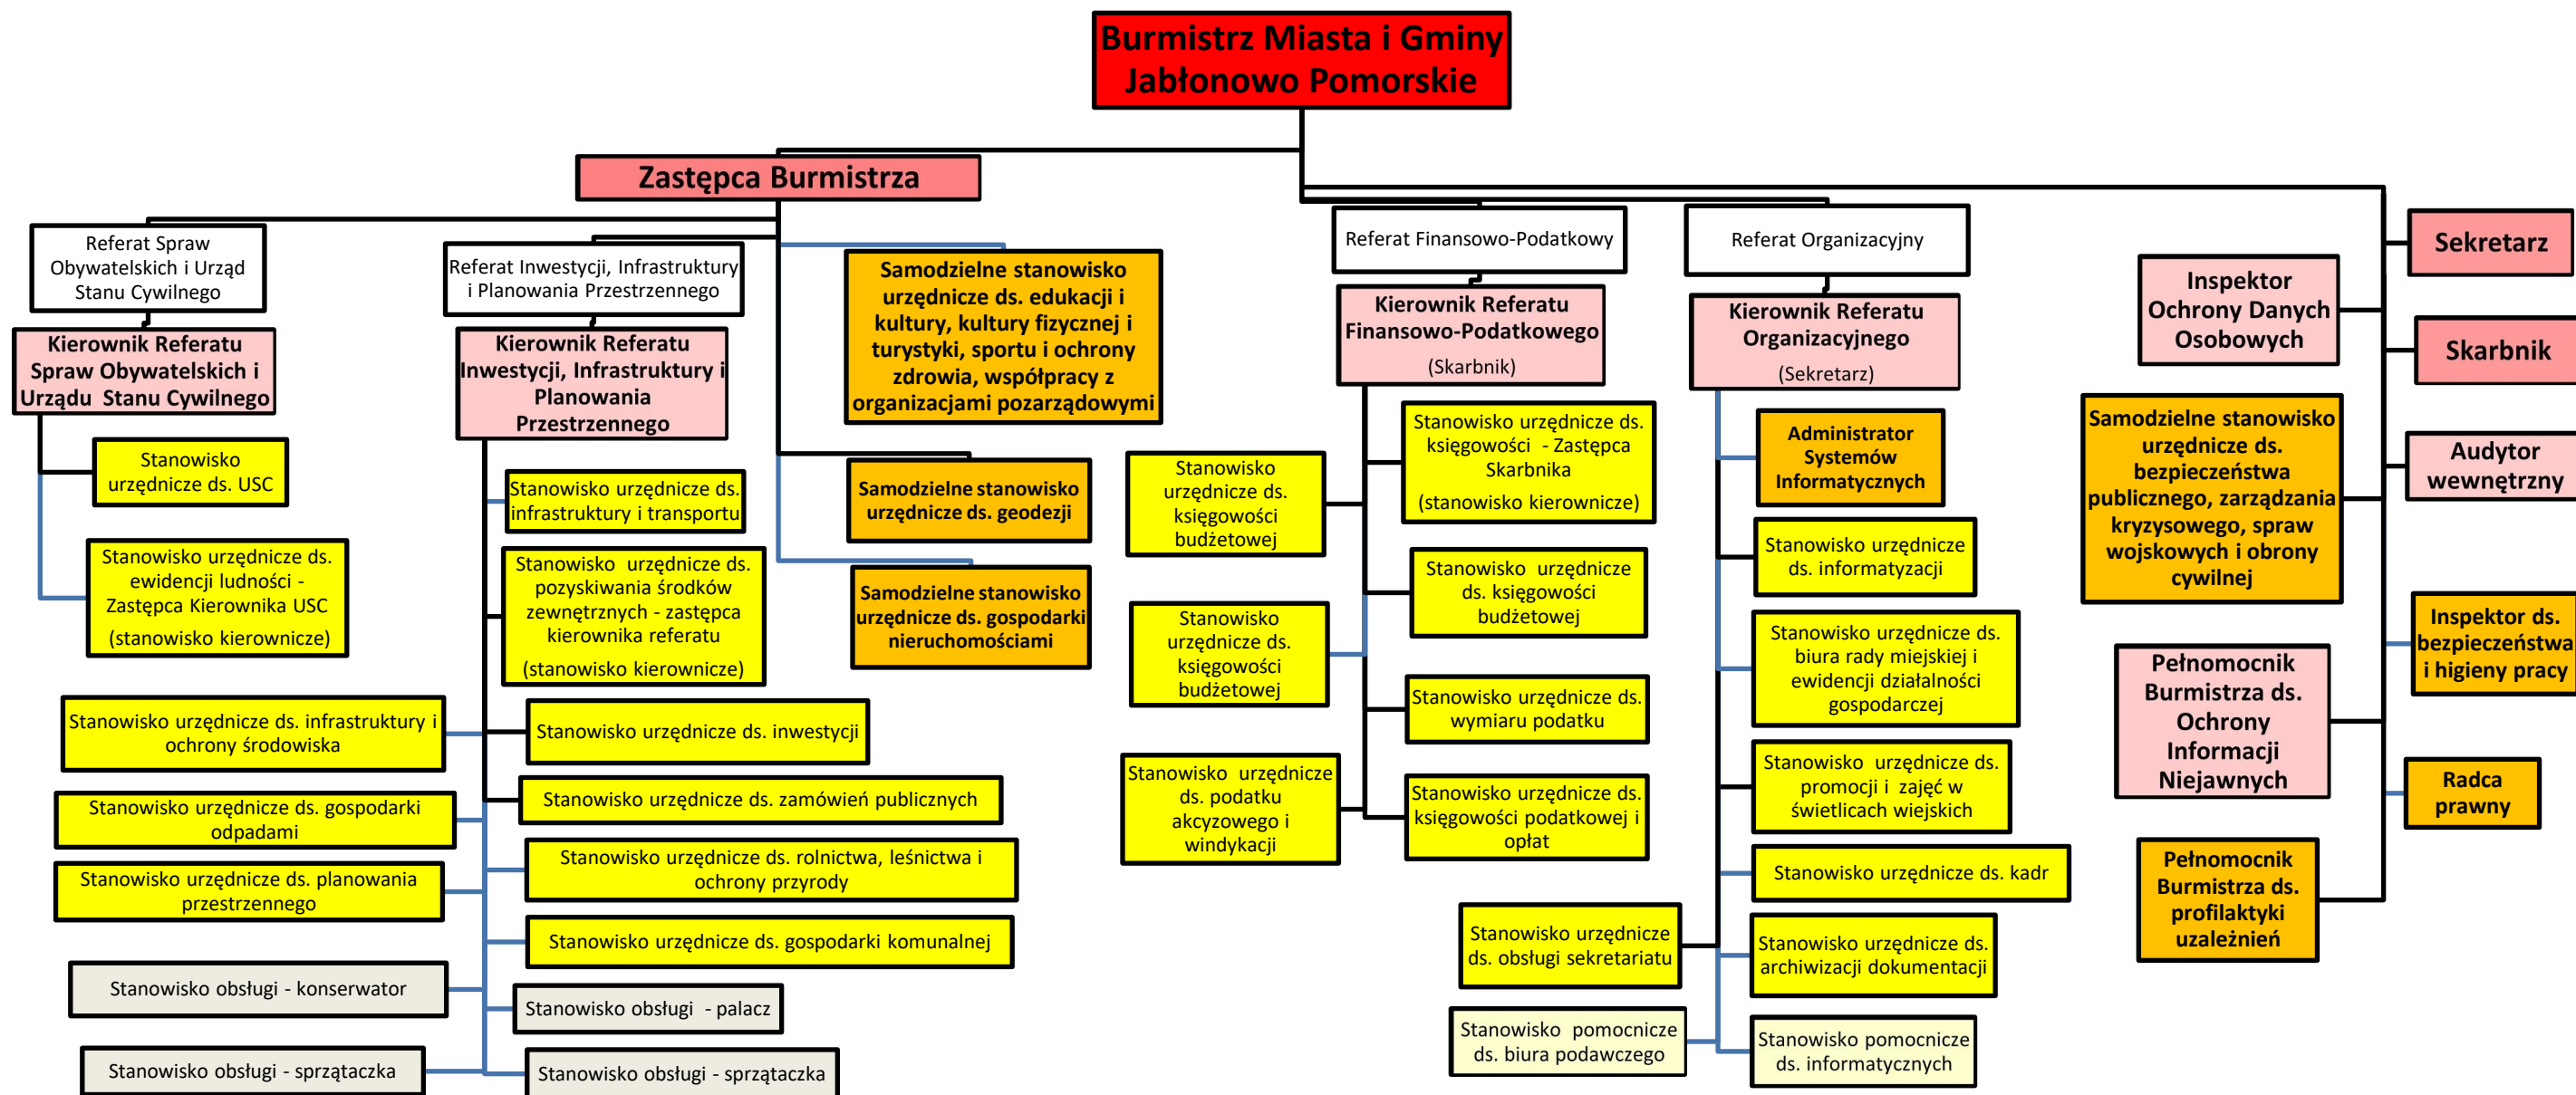 Burmistrz Miasta i Gminy
Jabłonowo Pomorskie
Zastępca Burmistrza
Referat Spraw
Obywatelskich i Urząd
Stanu Cywilnego
Kierownik Referatu
Spraw Obywatelskich i
Urzędu  Stanu Cywilnego
Stanowisko
urzędnicze ds. USC
Stanowisko urzędnicze ds.
ewidencji ludności -
Zastępca Kierownika USC
(stanowisko kierownicze)
Referat Inwestycji, Infrastruktury
i Planowania Przestrzennego
Kierownik Referatu
Inwestycji, Infrastruktury i
Planowania
Przestrzennego
Stanowisko urzędnicze ds.
infrastruktury i transportu
Stanowisko  urzędnicze ds.
pozyskiwania środków
zewnętrznych - zastępca
kierownika referatu
(stanowisko kierownicze)
Stanowisko urzędnicze ds. infrastruktury i
ochrony środowiska
Stanowisko urzędnicze ds. inwestycji
Stanowisko urzędnicze ds. gospodarki
odpadami
Stanowisko urzędnicze ds. zamówień publicznych
Stanowisko urzędnicze ds. planowania
przestrzennego
Stanowisko urzędnicze ds. rolnictwa, leśnictwa i
ochrony przyrody
Stanowisko urzędnicze ds. gospodarki komunalnej
Stanowisko obsługi - konserwator
Stanowisko obsługi  - palacz
Stanowisko obsługi - sprzątaczka
Stanowisko obsługi - sprzątaczka
Samodzielne stanowisko
urzędnicze ds. edukacji i
kultury, kultury fizycznej i
turystyki, sportu i ochrony
zdrowia, współpracy z
organizacjami pozarządowymi
Samodzielne stanowisko
urzędnicze ds. geodezji
Samodzielne stanowisko
urzędnicze ds. gospodarki
nieruchomościami
Referat Finansowo-Podatkowy
Kierownik Referatu
Finansowo-Podatkowego
(Skarbnik)
Stanowisko urzędnicze ds.
księgowości  - Zastępca
Skarbnika
(stanowisko kierownicze)
Stanowisko
urzędnicze ds.
księgowości
budżetowej
Stanowisko  urzędnicze
ds. księgowości
budżetowej
Stanowisko
urzędnicze ds.
księgowości
budżetowej
Stanowisko urzędnicze ds.
wymiaru podatku
Stanowisko  urzędnicze
ds. podatku
akcyzowego i
windykacji
Stanowisko urzędnicze ds.
księgowości podatkowej i
opłat
Referat Organizacyjny
Kierownik Referatu
Organizacyjnego
(Sekretarz)
Administrator
Systemów
Informatycznych
Stanowisko urzędnicze
ds. informatyzacji
Stanowisko urzędnicze ds.
biura rady miejskiej i
ewidencji działalności
gospodarczej
Stanowisko  urzędnicze ds.
promocji i  zajęć w
świetlicach wiejskich
Stanowisko urzędnicze ds. kadr
Stanowisko urzędnicze
ds. obsługi sekretariatu
Stanowisko urzędnicze ds.
archiwizacji dokumentacji
Stanowisko  pomocnicze
ds. biura podawczego
Stanowisko pomocnicze
ds. informatycznych
Sekretarz
Inspektor
Ochrony Danych
Osobowych
Skarbnik
Samodzielne stanowisko
urzędnicze ds.
bezpieczeństwa
publicznego, zarządzania
kryzysowego, spraw
wojskowych i obrony
cywilnej
Audytor
wewnętrzny
Inspektor ds.
bezpieczeństwa
i higieny pracy
Pełnomocnik
Burmistrza ds.
Ochrony
Informacji
Niejawnych
Radca
prawny
Pełnomocnik
Burmistrza ds.
profilaktyki
uzależnień